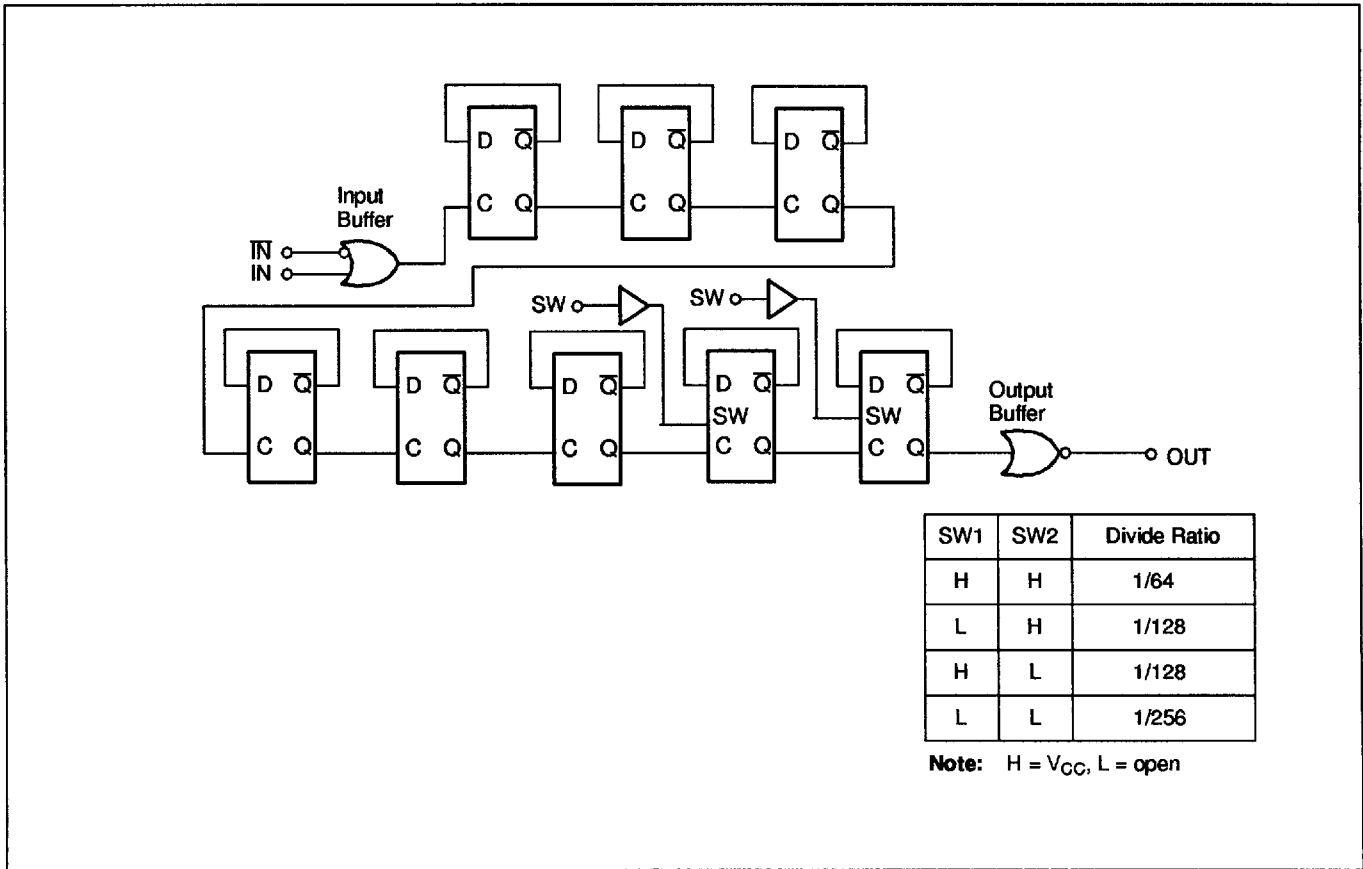 D Q̅ D Q̅ D Q̅
Input
Buffer
C Q C Q C Q
I̅N̅
IN
SW SW
D Q̅ D Q̅ D Q̅ D Q̅ D Q̅
SW SW
Output
Buffer
C Q C Q C Q C Q C Q
OUT
SW1 SW2 Divide Ratio
H H 1/64
L H 1/128
H L 1/128
L L 1/256
Note: H = VCC, L = open